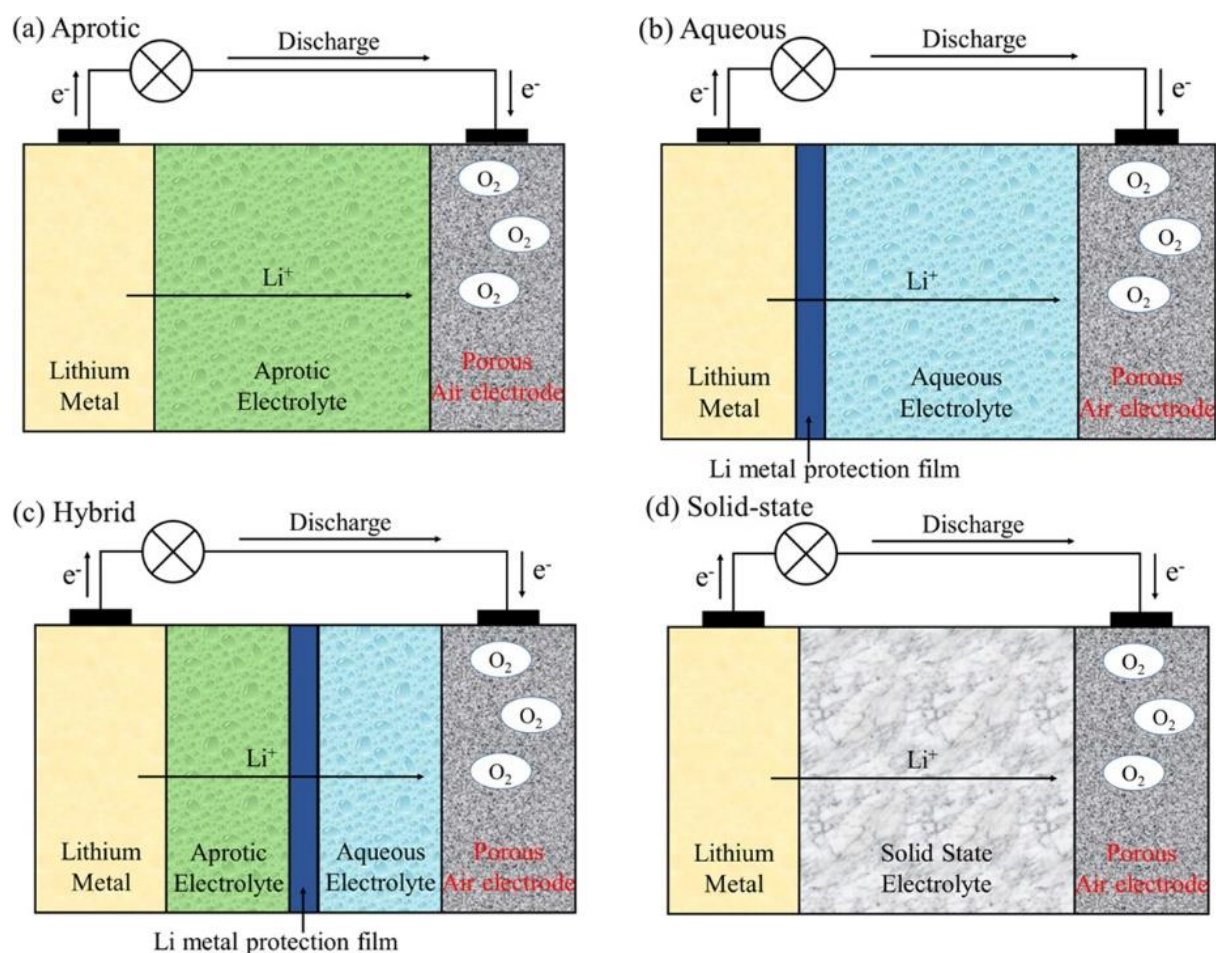 (a) Aprotic
Discharge
e⁻
e⁻
O₂
O₂
O₂
Li⁺
Lithium
Metal
Aprotic
Electrolyte
Porous
Air electrode
(b) Aqueous
Discharge
e⁻
e⁻
O₂
O₂
O₂
Li⁺
Lithium
Metal
Aqueous
Electrolyte
Porous
Air electrode
Li metal protection film
(c) Hybrid
Discharge
e⁻
e⁻
O₂
O₂
O₂
Li⁺
Lithium
Metal
Aprotic
Electrolyte
Aqueous
Electrolyte
Porous
Air electrode
Li metal protection film
(d) Solid-state
Discharge
e⁻
e⁻
O₂
O₂
O₂
Li⁺
Lithium
Metal
Solid State
Electrolyte
Porous
Air electrode